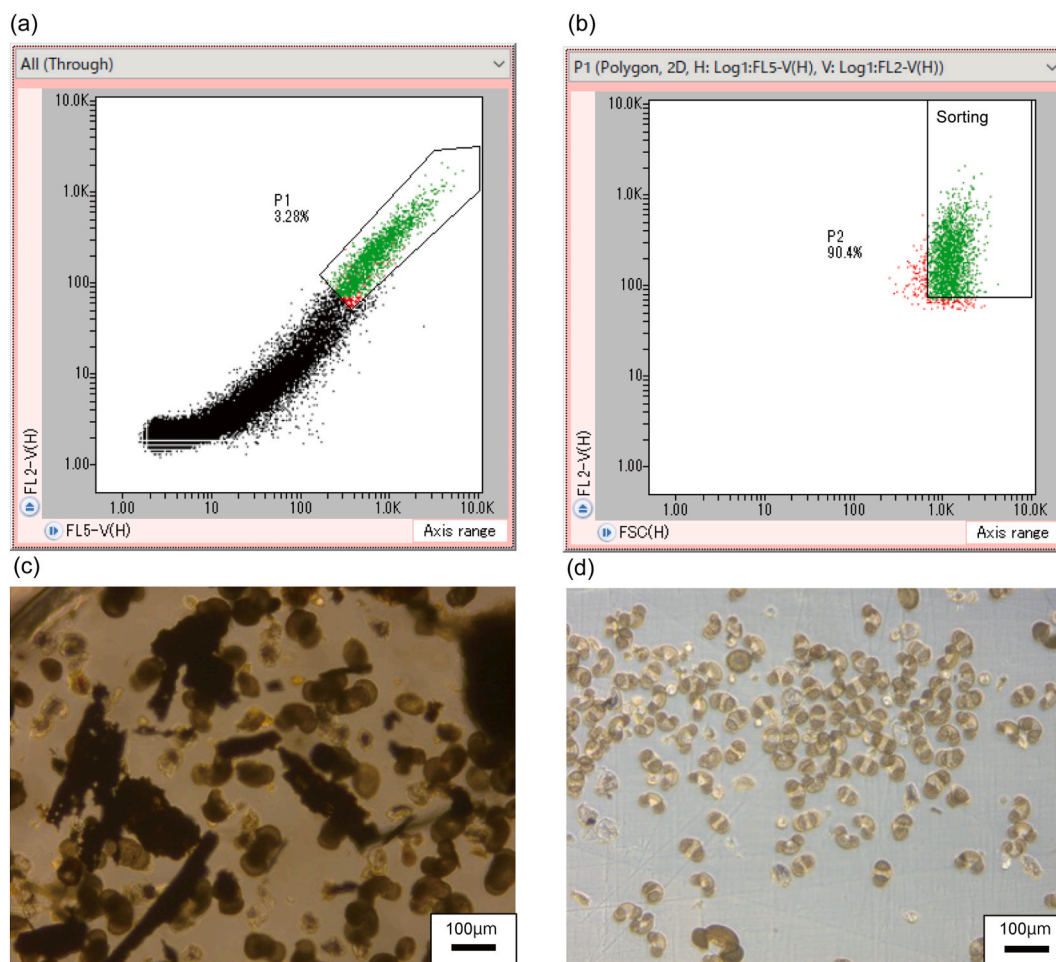 (a)
All (Through)
10.0K
1.0K
100
10
1.00
P1
3.28%
1.00
10
100
1.0K
10.0K
FL2-V(H)
FL5-V(H)
Axis range
(b)
P1 (Polygon, 2D, H: Log1:FL5-V(H), V: Log1:FL2-V(H))
10.0K
1.0K
100
10
1.00
Sorting
P2
90.4%
1.00
10
100
1.0K
10.0K
FL2-V(H)
FSC(H)
Axis range
(c)
100μm
(d)
100μm